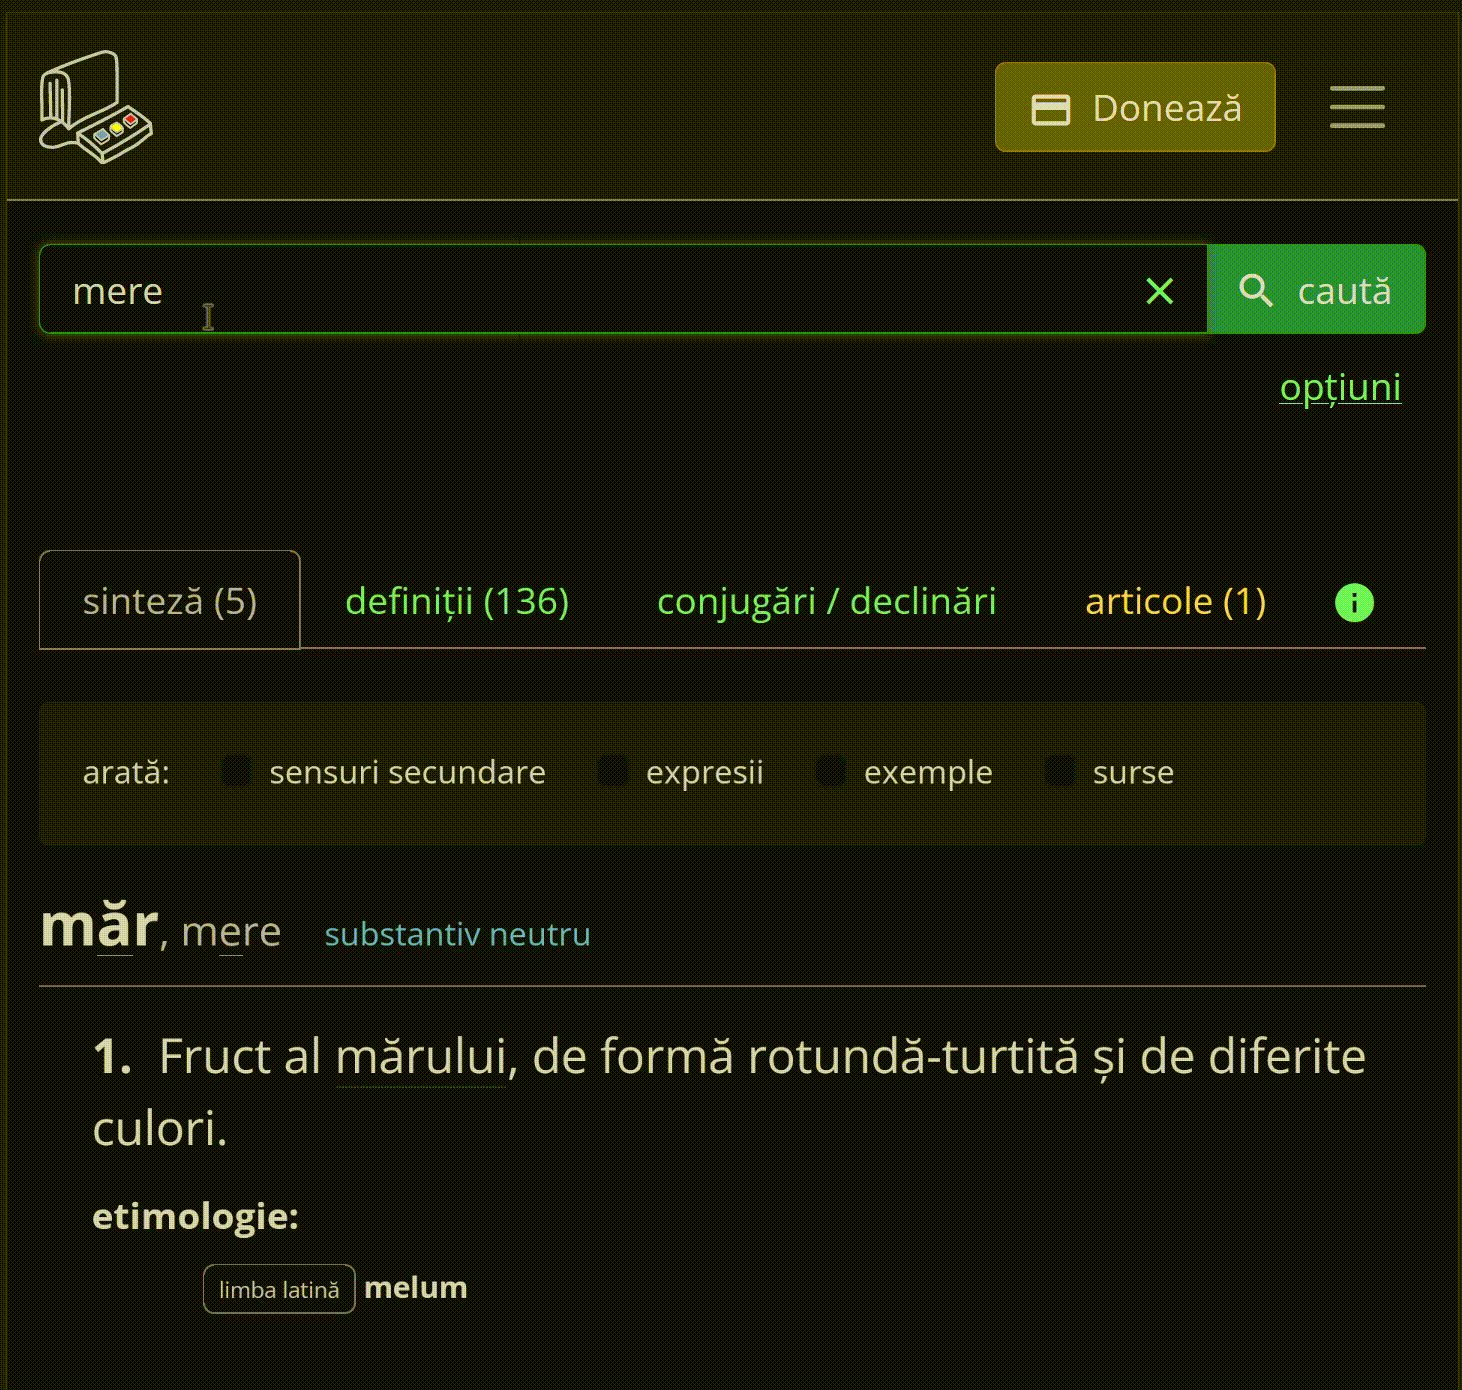 Donează
mere
caută
opțiuni
sinteză (5) definiții (136) conjugări / declinări articole (1)
arată: sensuri secundare expresii exemple surse
măr, mere substantiv neutru
1. Fruct al mărului, de formă rotundă-turtită și de diferite
culori.
etimologie:
limba latină melum